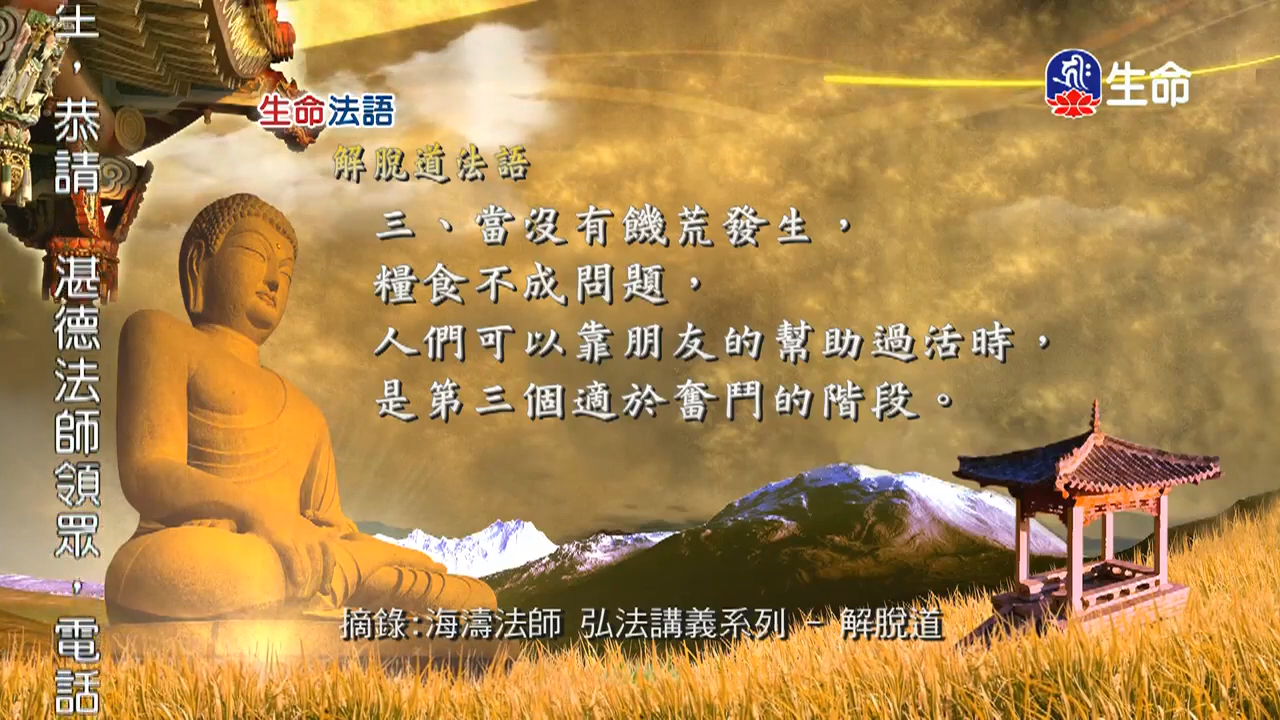 生命
生命法語
解脫道法語
三、當沒有饑荒發生，
糧食不成問題，
人們可以靠朋友的幫助過活時，
是第三個適於奮鬥的階段。
摘錄:海濤法師 弘法講義系列 - 解脫道
生，恭請 湛德法師領眾，電話